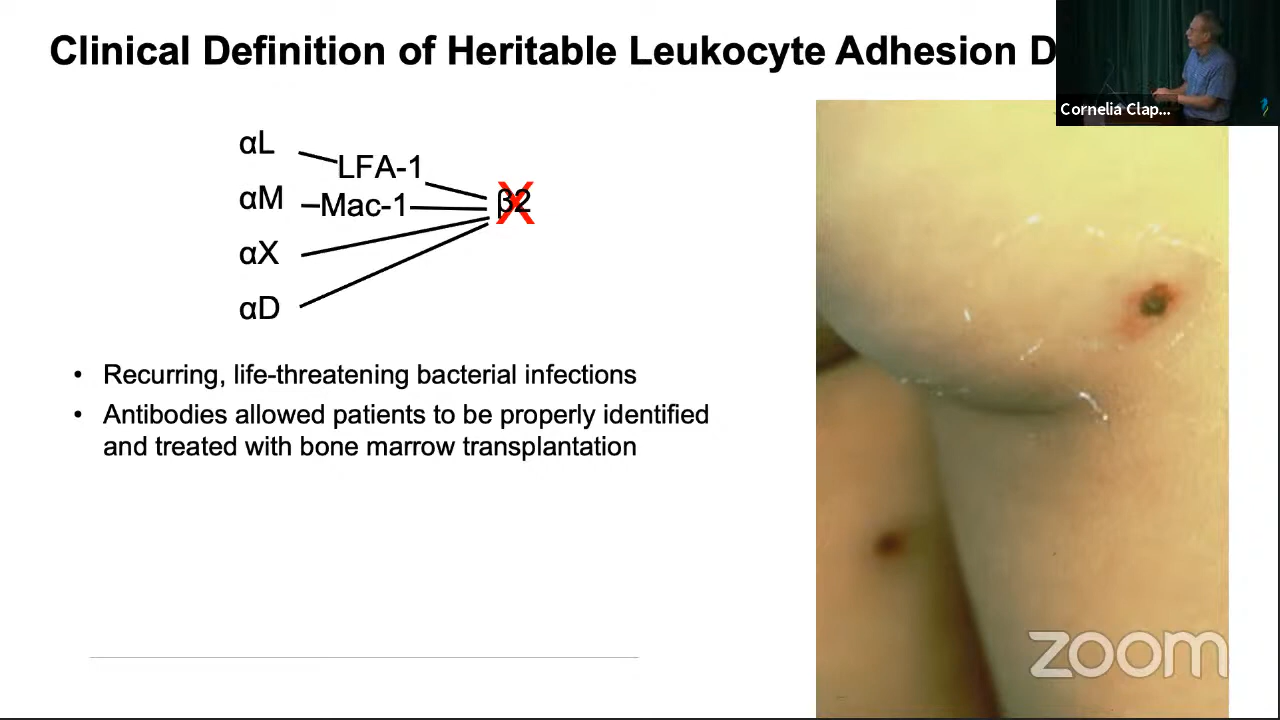 Clinical Definition of Heritable Leukocyte Adhesion D
Cornelia Clap...
αL
LFA-1
αM
Mac-1
β2
X
αX
αD
• Recurring, life-threatening bacterial infections
• Antibodies allowed patients to be properly identified
and treated with bone marrow transplantation
zoom